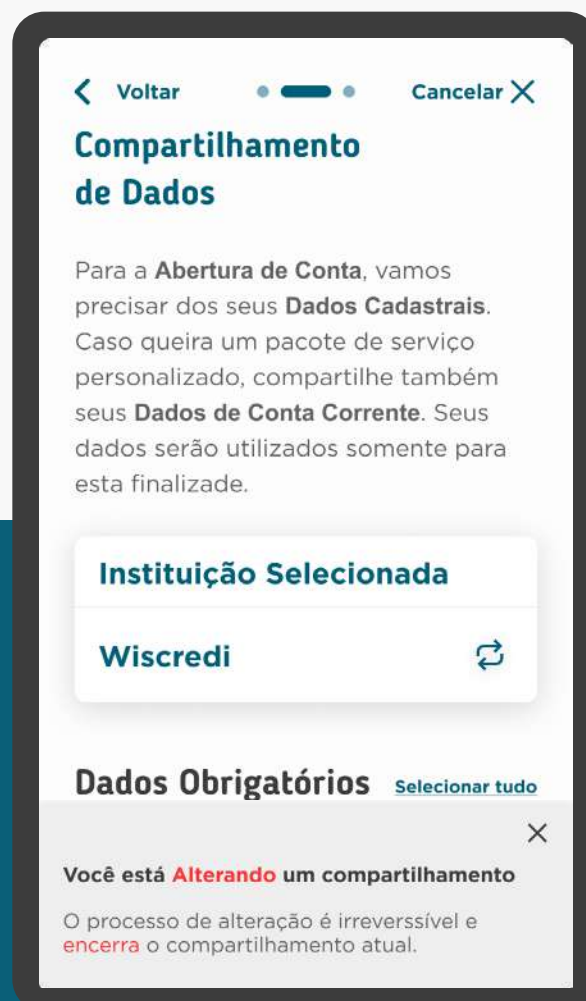 Voltar
Cancelar
Compartilhamento
de Dados
Para a Abertura de Conta, vamos
precisar dos seus Dados Cadastrais.
Caso queira um pacote de serviço
personalizado, compartilhe também
seus Dados de Conta Corrente. Seus
dados serão utilizados somente para
esta finalizade.
Instituição Selecionada
Wiscredi
Dados Obrigatórios Selecionar tudo
Você está Alterando um compartilhamento
O processo de alteração é irreverssível e
encerra o compartilhamento atual.